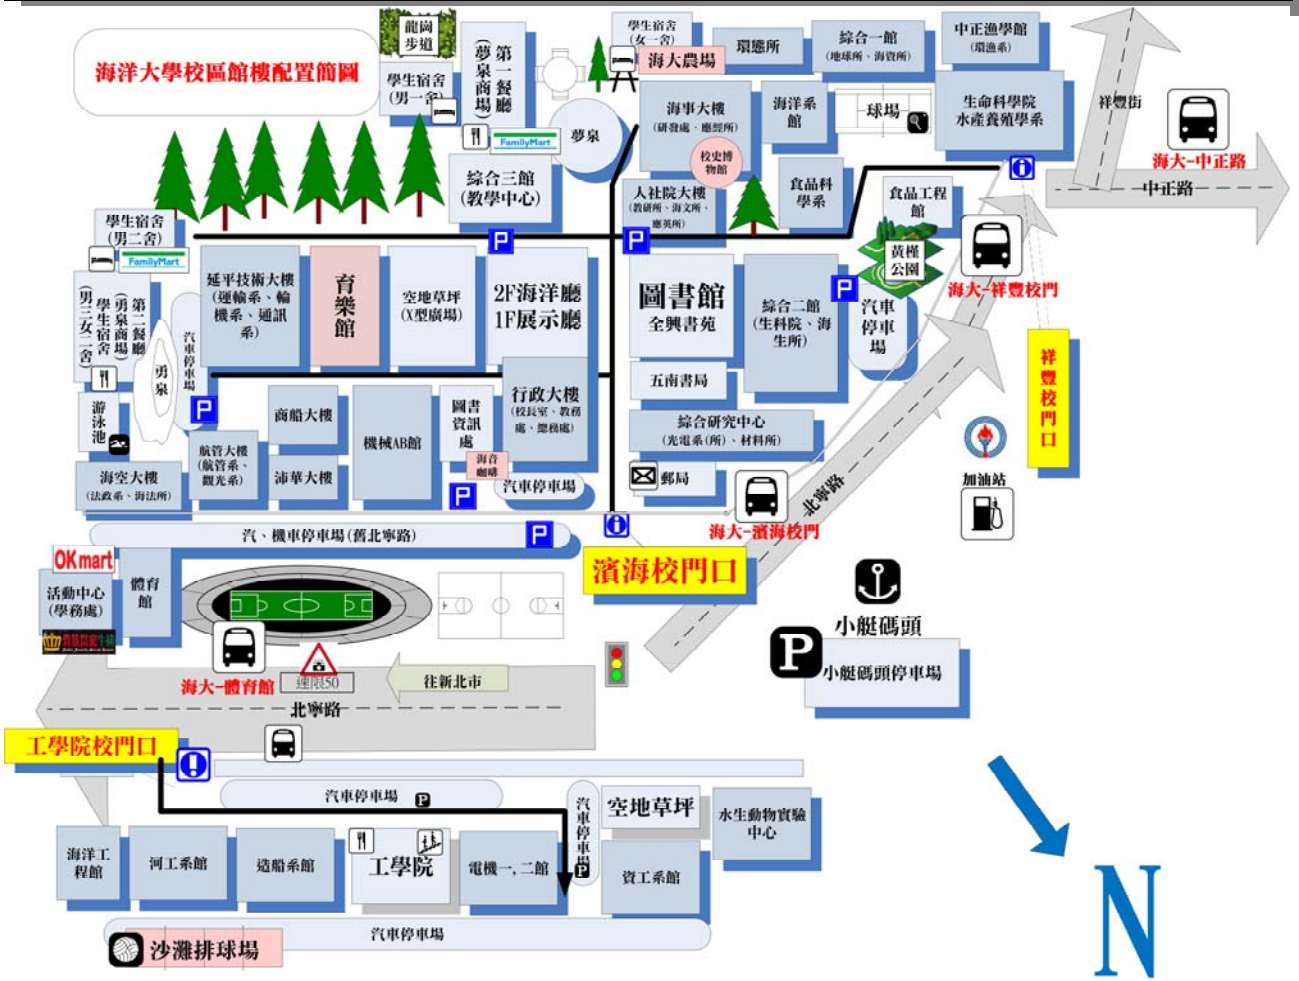 海洋大學校區館樓配置簡圖
龍崗
步道
學生宿舍
(男一舍)
第一餐廳
(夢泉商場)
FamilyMart
夢泉
綜合三館
(教學中心)
學生宿舍
(女一舍)
海大農場
環態所
綜合一館
(地球所、海資所)
中正漁學館
(環漁系)
海事大樓
(研發處、應經所)
校史博
物館
海洋系
館
球場
生命科學院
水產養殖學系
人社院大樓
(教研所、海文所、
應英所)
食品科
學系
食品工程
館
祥豐街
海大-中正路
中正路
黃槿
公園
海大-祥豐校門
學生宿舍
(男二舍)
FamilyMart
第二餐廳
(勇泉商場)
學生宿舍
(男三女二舍)
汽車停車場
勇泉
延平技術大樓
(運輸系、輪
機系、通訊
系)
育
樂
館
空地草坪
(X型廣場)
2F海洋廳
1F展示廳
P
P
圖書館
全興書苑
綜合二館
(生科院、海
生所)
P
汽車
停車
場
祥豐校門口
五南書局
綜合研究中心
(光電系(所)、材料所)
郵局
游泳池
P
航管大樓
(航管系、
觀光系)
商船大樓
沛華大樓
機械AB館
圖書
資訊
處
海音
咖啡
P
行政大樓
(校長室、教務
處、總務處)
汽車停車場
海空大樓
(法政系、海法所)
海大-濱海校門
北寧路
加油站
汽、機車停車場(舊北寧路)
P
濱海校門口
OKmart
活動中心
(學務處)
體育
館
海大-體育館
速限50
往新北市
北寧路
小艇碼頭
P
小艇碼頭停車場
工學院校門口
汽車停車場
P
汽車停車場
P
空地草坪
水生動物實驗
中心
海洋工
程館
河工系館
造船系館
工學院
電機一,二館
資工系館
汽車停車場
沙灘排球場
N